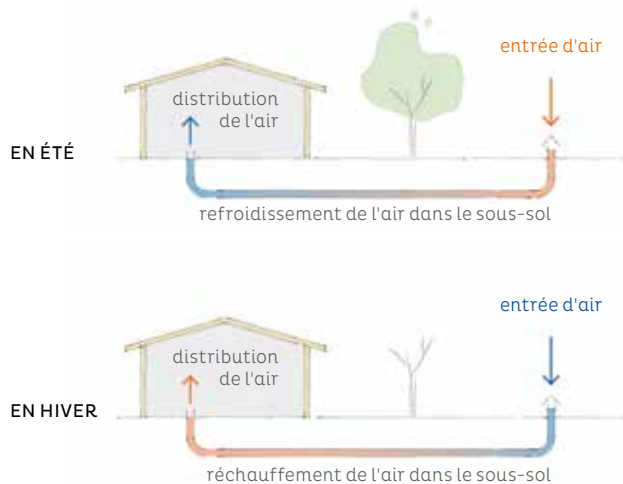 entrée d'air
distribution
de l'air
EN ÉTÉ
refroidissement de l'air dans le sous-sol
entrée d'air
distribution
de l'air
EN HIVER
réchauffement de l'air dans le sous-sol